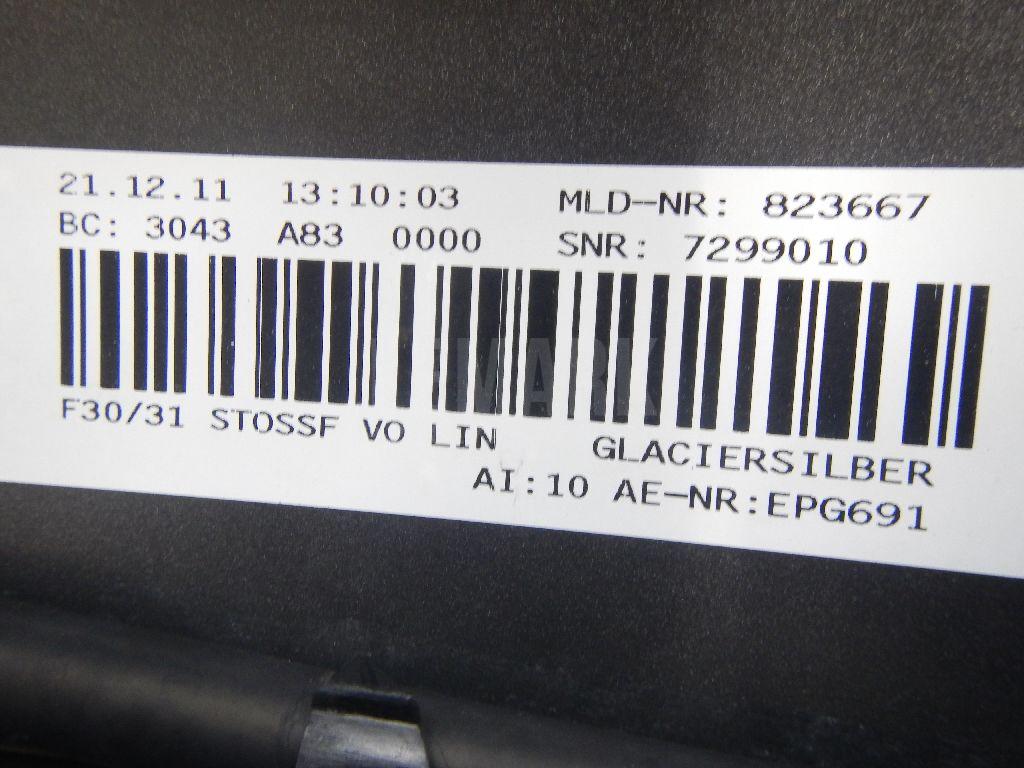 21.12.11 13:10:03 MLD-NR: 823667
BC: 3043 A83 0000 SNR: 7299010
F30/31 STOSSF VO LIN GLACIERSILBER
AI:10 AE-NR:EPG691